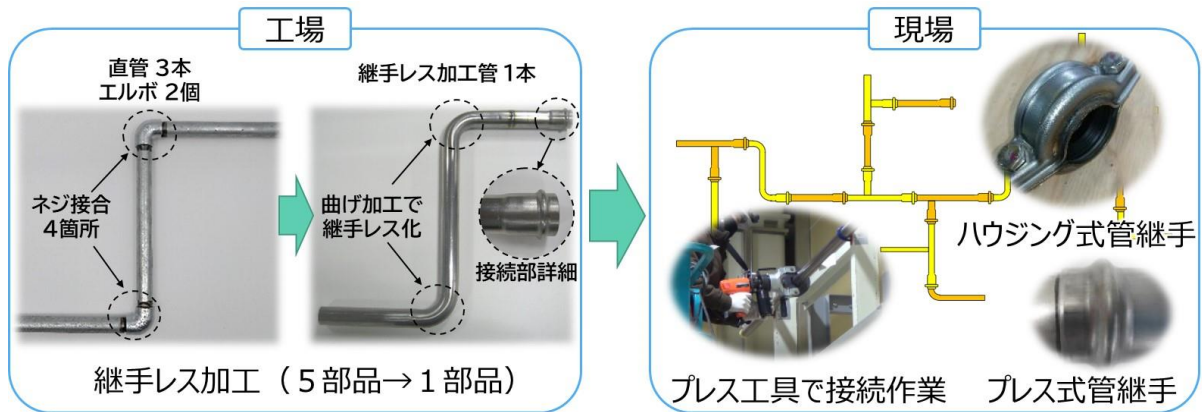 工場
直管 3本
エルボ 2個
ネジ接合
4箇所
継手レス加工管 1本
曲げ加工で
継手レス化
接続部詳細
継手レス加工（５部品→１部品）
現場
ハウジング式管継手
プレス工具で接続作業
プレス式管継手